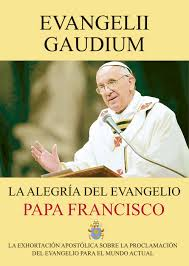 EVANGELII
GAUDIUM
LA ALEGRÍA DEL EVANGELIO
PAPA FRANCISCO
LA EXHORTACIÓN APOSTÓLICA SOBRE LA PROCLAMACIÓN
DEL EVANGELIO PARA EL MUNDO ACTUAL